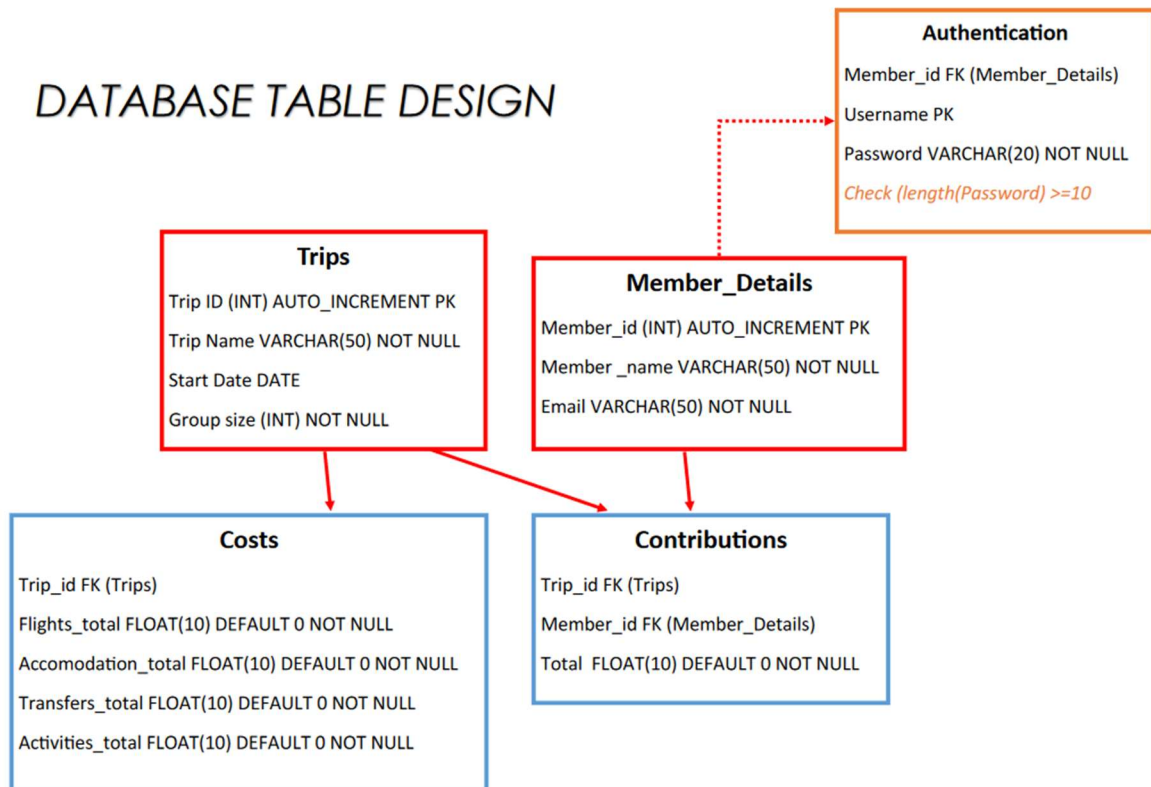 DATABASE TABLE DESIGN
Authentication
Member_id FK (Member_Details)
Username PK
Password VARCHAR(20) NOT NULL
Check (length(Password) >=10
Trips
Trip ID (INT) AUTO_INCREMENT PK
Trip Name VARCHAR(50) NOT NULL
Start Date DATE
Group size (INT) NOT NULL
Member_Details
Member_id (INT) AUTO_INCREMENT PK
Member _name VARCHAR(50) NOT NULL
Email VARCHAR(50) NOT NULL
Costs
Trip_id FK (Trips)
Flights_total FLOAT(10) DEFAULT 0 NOT NULL
Accomodation_total FLOAT(10) DEFAULT 0 NOT NULL
Transfers_total FLOAT(10) DEFAULT 0 NOT NULL
Activities_total FLOAT(10) DEFAULT 0 NOT NULL
Contributions
Trip_id FK (Trips)
Member_id FK (Member_Details)
Total  FLOAT(10) DEFAULT 0 NOT NULL